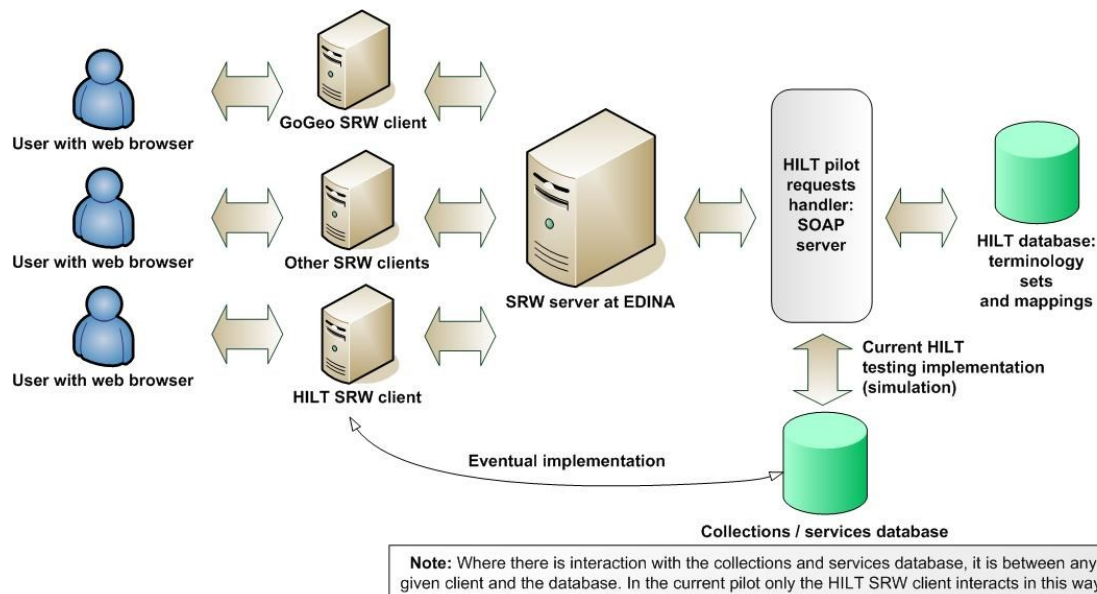 GoGeo SRW client
User with web browser
HILT pilot
requests
handler:
SOAP
server
User with web browser
Other SRW clients
SRW server at EDINA
HILT database:
terminology
sets
and mappings
User with web browser
HILT SRW client
Current HILT
testing implementation
(simulation)
Eventual implementation
Collections / services database
Note: Where there is interaction with the collections and services database, it is between any
given client and the database. In the current pilot only the HILT SRW client interacts in this way